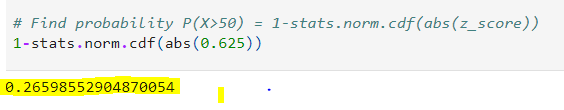 # Find probability P(X>50) = 1-stats.norm.cdf(abs(z_score))
1-stats.norm.cdf(abs(0.625))
0.26598552904870054